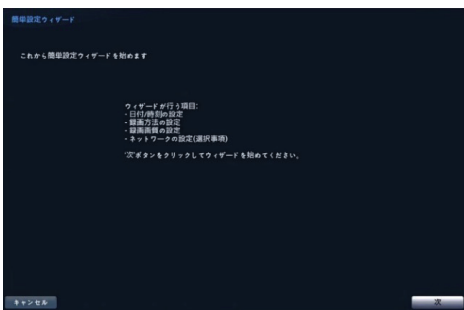 簡単設定ウィザード
これから簡単設定ウィザードを始めます
ウィザードが行う項目:
- 日付/時刻の設定
- 録画方法の設定
- 録画画質の設定
- ネットワークの設定(選択事項)
'次'ボタンをクリックしてウィザードを始めてください。
キャンセル
次